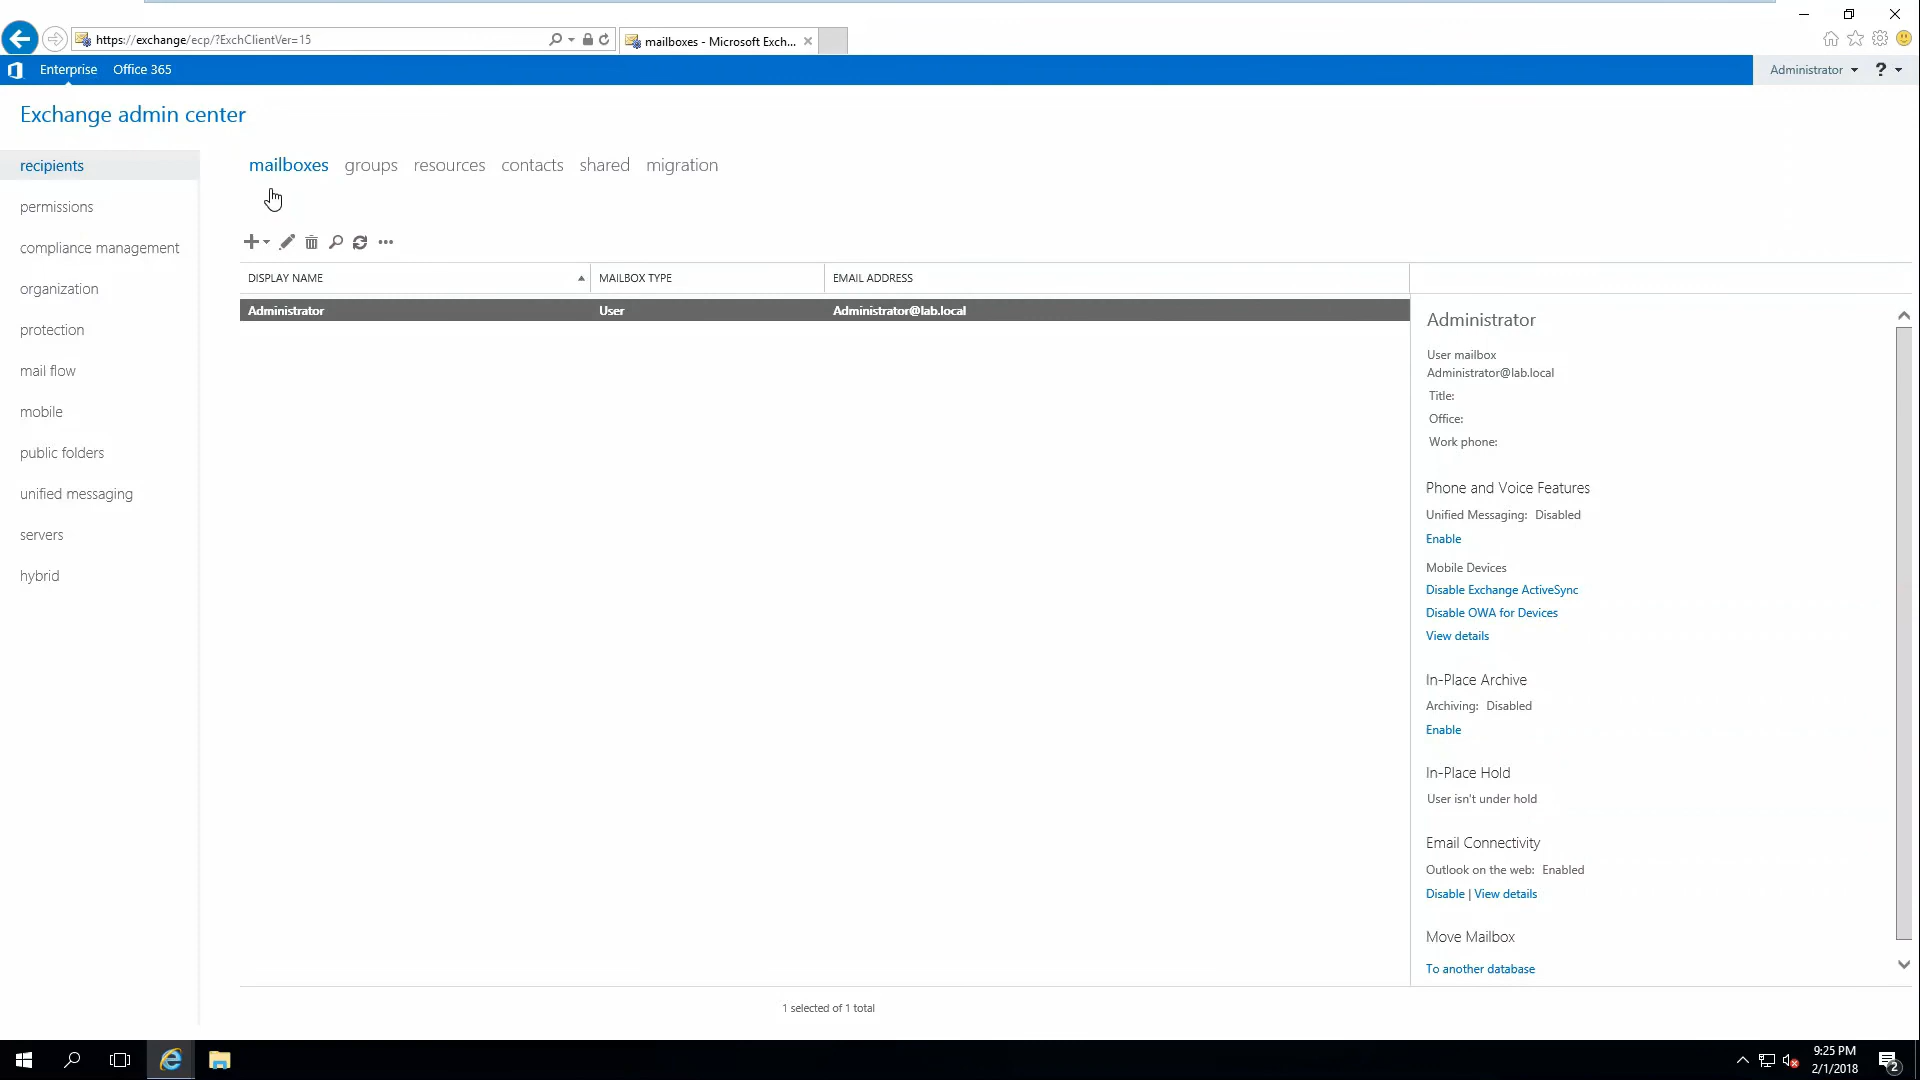 https://exchange/ecp/?ExchClientVer=15
mailboxes - Microsoft Exch...
Enterprise
Office 365
Administrator
?
Exchange admin center
recipients
permissions
compliance management
organization
protection
mail flow
mobile
public folders
unified messaging
servers
hybrid
mailboxes groups resources contacts shared migration
DISPLAY NAME MAILBOX TYPE EMAIL ADDRESS
Administrator User Administrator@lab.local
Administrator
User mailbox
Administrator@lab.local
Title:
Office:
Work phone:
Phone and Voice Features
Unified Messaging: Disabled
Enable
Mobile Devices
Disable Exchange ActiveSync
Disable OWA for Devices
View details
In-Place Archive
Archiving: Disabled
Enable
In-Place Hold
User isn't under hold
Email Connectivity
Outlook on the web: Enabled
Disable | View details
Move Mailbox
To another database
1 selected of 1 total
9:25 PM
2/1/2018
2